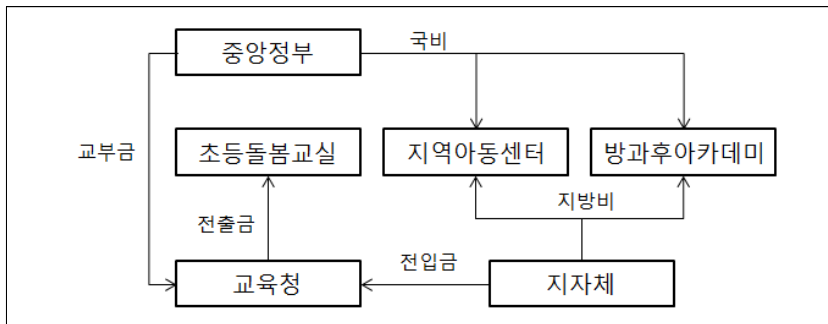 국비
중앙정부
교부금
초등돌봄교실
지역아동센터
방과후아카데미
지방비
전출금
전입금
교육청
지자체